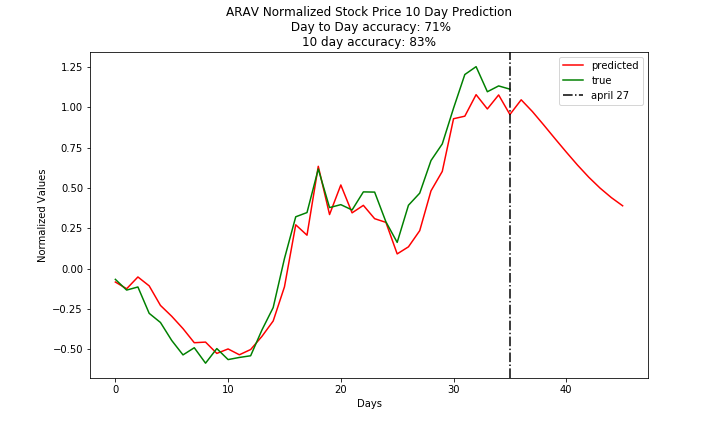 ARAV Normalized Stock Price 10 Day Prediction
Day to Day accuracy: 71%
10 day accuracy: 83%
predicted
true
april 27
1.25
1.00
0.75
0.50
0.25
0.00
−0.25
−0.50
Normalized Values
0 10 20 30 40
Days